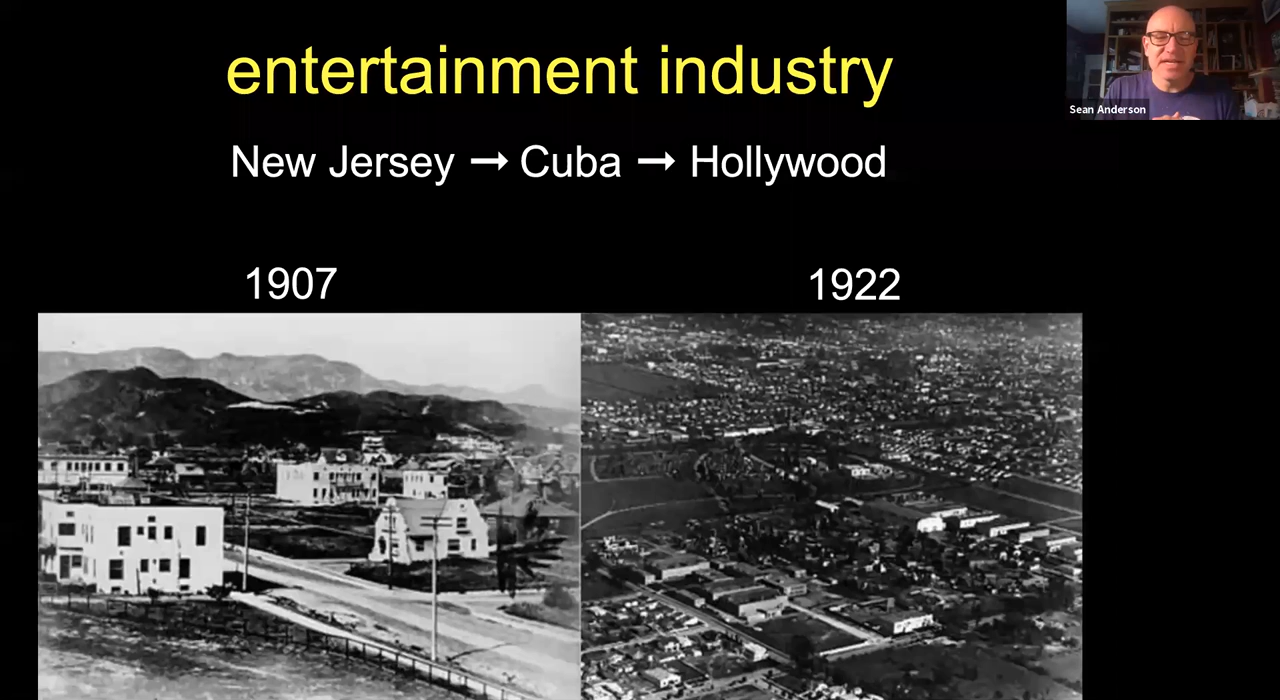 entertainment industry
New Jersey → Cuba → Hollywood
1907
1922
Sean Anderson